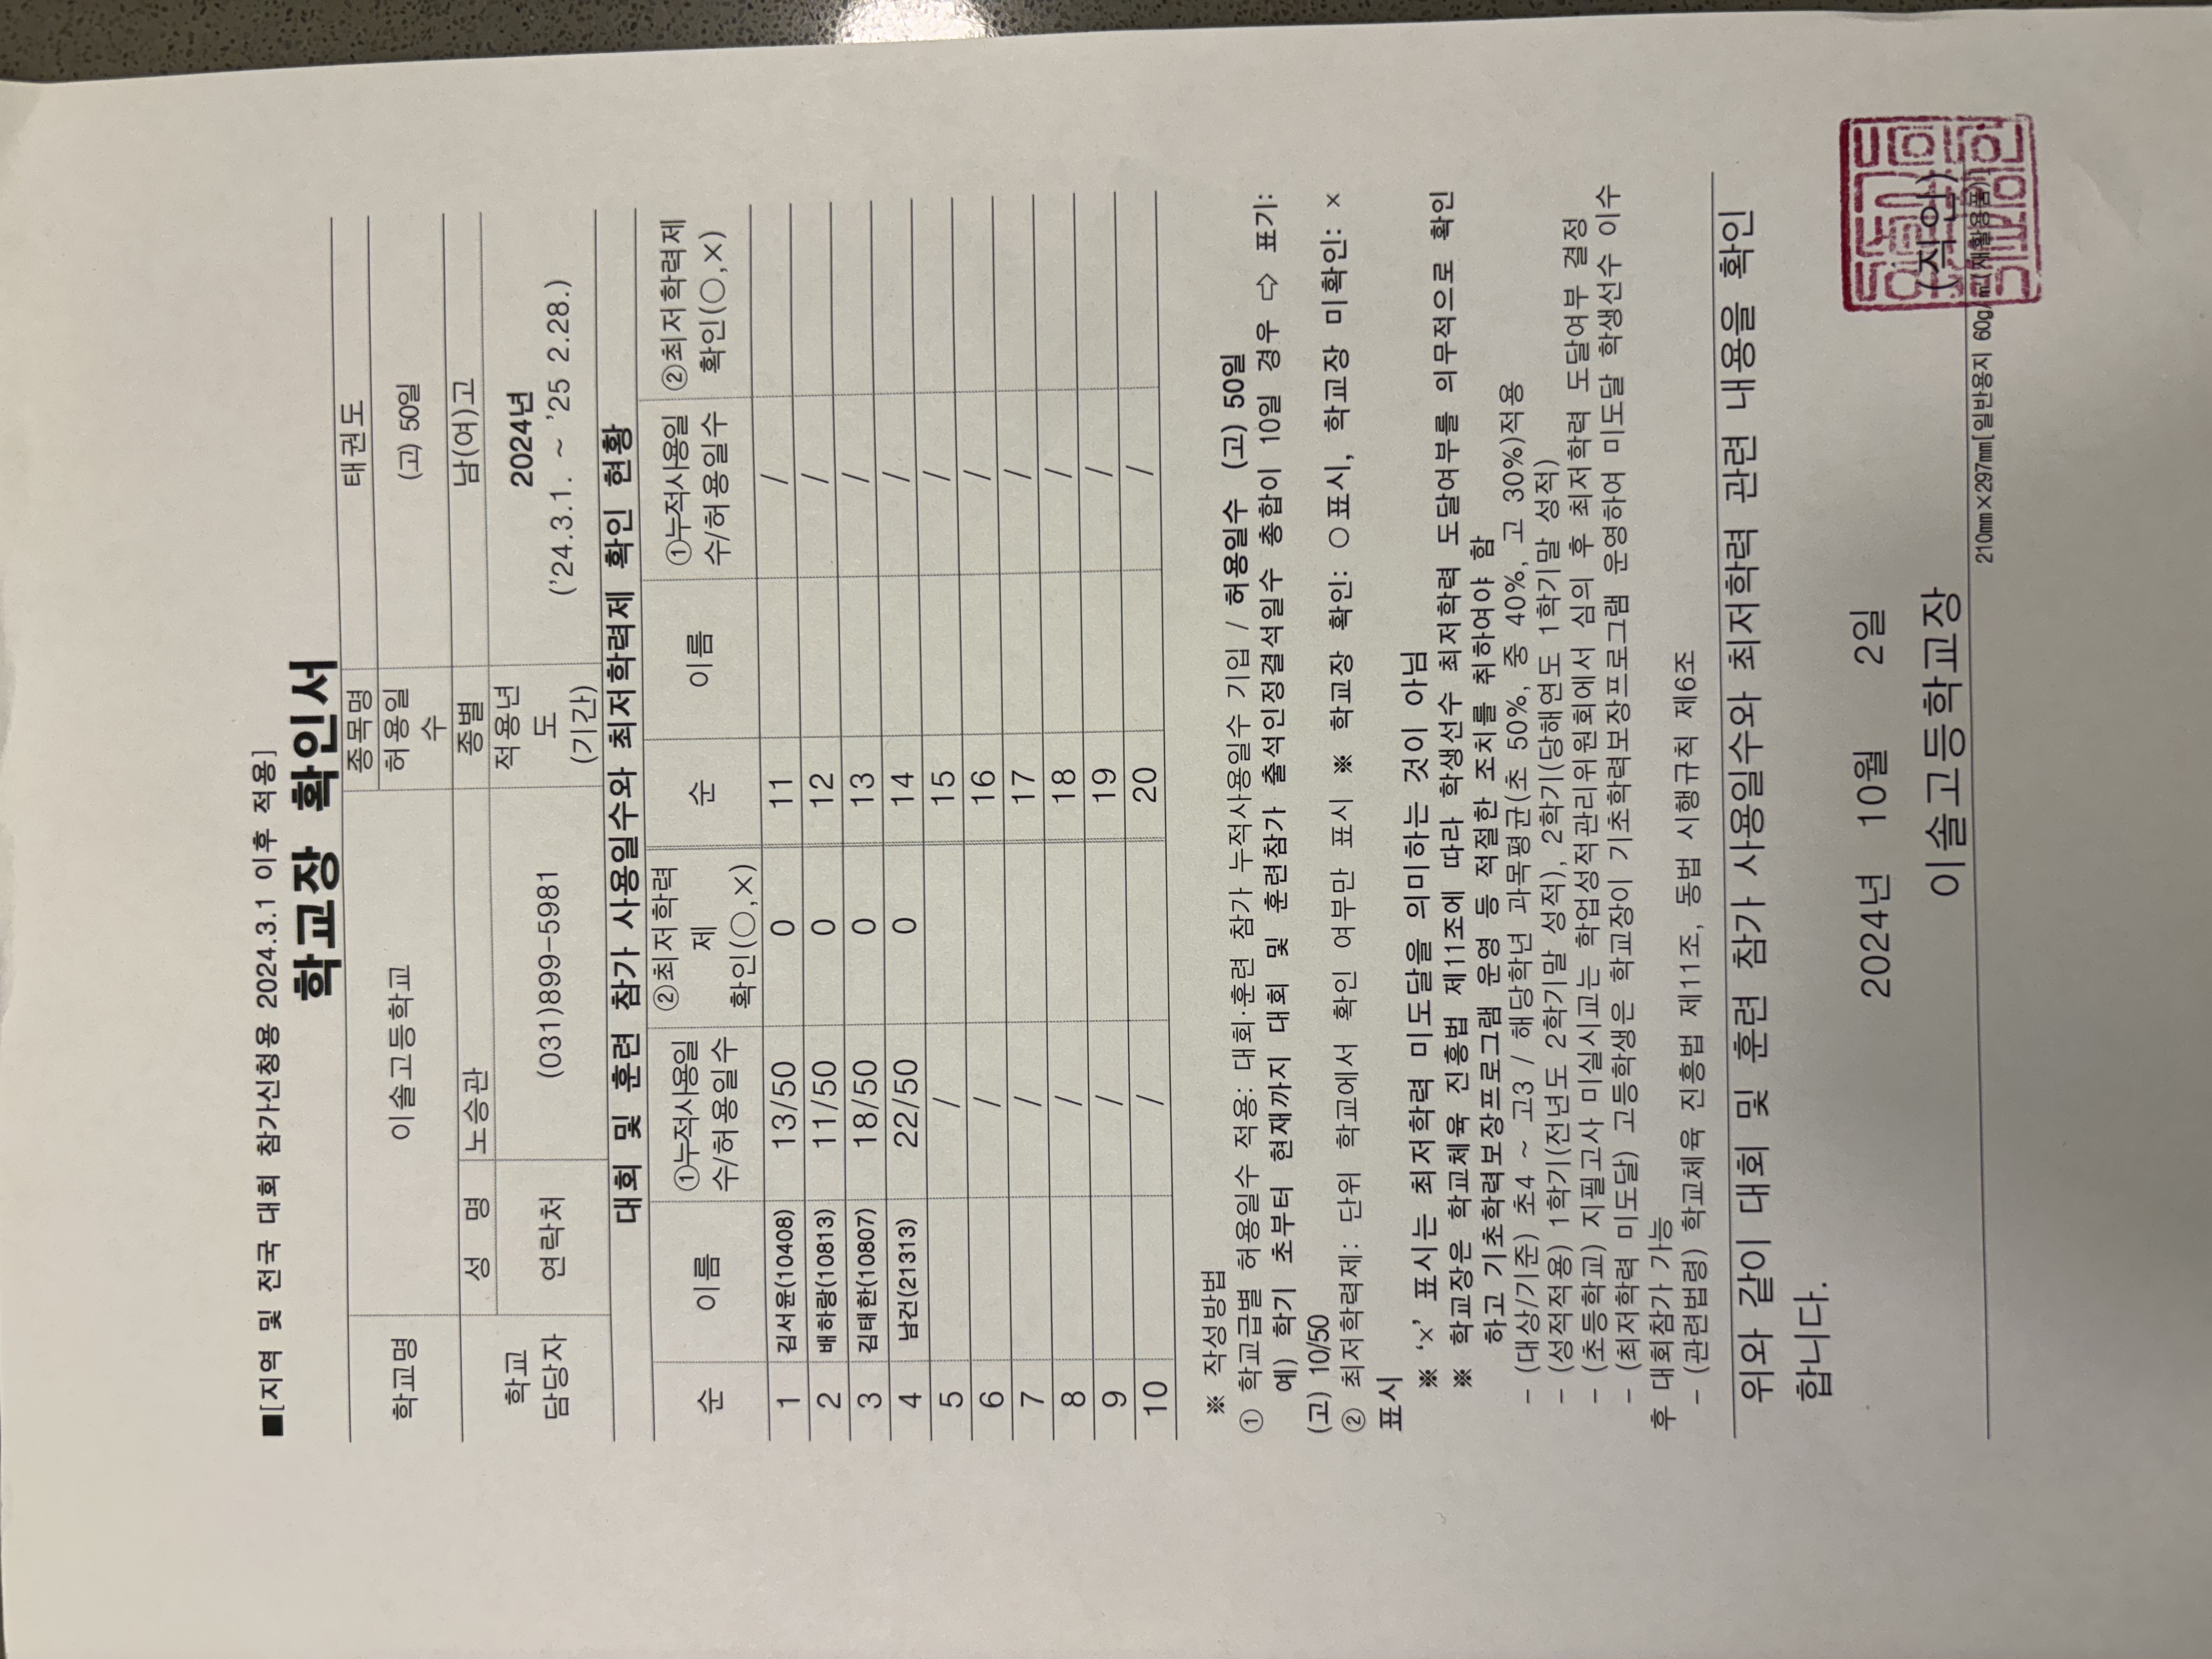 ■[지역 및 전국 대회 참가신청용 2024.3.1 이후 적용]
학교장 확인서
학교명 이솔고등학교 종목명 태권도
허용일수 (고) 50일
학교 담당자 성 명 노승관 종별 남(여)고
연락처 (031)899-5981 적용년도 (기간) 2024년 ('24.3.1. ~ '25 2.28.)
대회 및 훈련 참가 사용일수와 최저학력제 확인 현황
순 이름 ①누적사용일수/허용일수 ②최저학력제 확인(○,×) 순 이름 ①누적사용일수/허용일수 ②최저학력제 확인(○,×)
1 김서윤(10408) 13/50 0 11 /
2 배하랑(10813) 11/50 0 12 /
3 김태한(10807) 18/50 0 13 /
4 남건(21313) 22/50 0 14 /
5 / 15 /
6 / 16 /
7 / 17 /
8 / 18 /
9 / 19 /
10 / 20 /
※ 작성방법
① 학교급별 허용일수 적용: 대회·훈련 참가 누적사용일수 기입 / 허용일수 (고) 50일
예) 학기 초부터 현재까지 대회 및 훈련참가 출석인정결석일수 총합이 10일 경우 ⇨ 표기:
(고) 10/50
② 최저학력제: 단위 학교에서 확인 여부만 표시 ※ 학교장 확인: ○표시, 학교장 미확인: ×
표시
※ '×' 표시는 최저학력 미도달을 의미하는 것이 아님
※ 학교장은 학교체육 진흥법 제11조에 따라 학생선수 최저학력 도달여부를 의무적으로 확인
하고 기초학력보장프로그램 운영 등 적절한 조치를 취하여야 함
- (대상/기준) 초4 ~ 고3 / 해당학년 과목평균(초 50%, 중 40%, 고 30%)적용
- (성적적용) 1학기(전년도 2학기말 성적), 2학기(당해연도 1학기말 성적)
- (초등학교) 지필고사 미실시교는 학업성적관리위원회에서 심의 후 최저학력 도달여부 결정
- (최저학력 미도달) 고등학생은 학교장이 기초학력보장프로그램 운영하여 미도달 학생선수 이수
후 대회참가 가능
- (관련법령) 학교체육 진흥법 제11조, 동법 시행규칙 제6조
위와 같이 대회 및 훈련 참가 사용일수와 최저학력 관련 내용을 확인
합니다.
2024년 10월 2일
이솔고등학교장 (직인)
210㎜×297㎜[일반용지 60g/㎡(재활용품)]